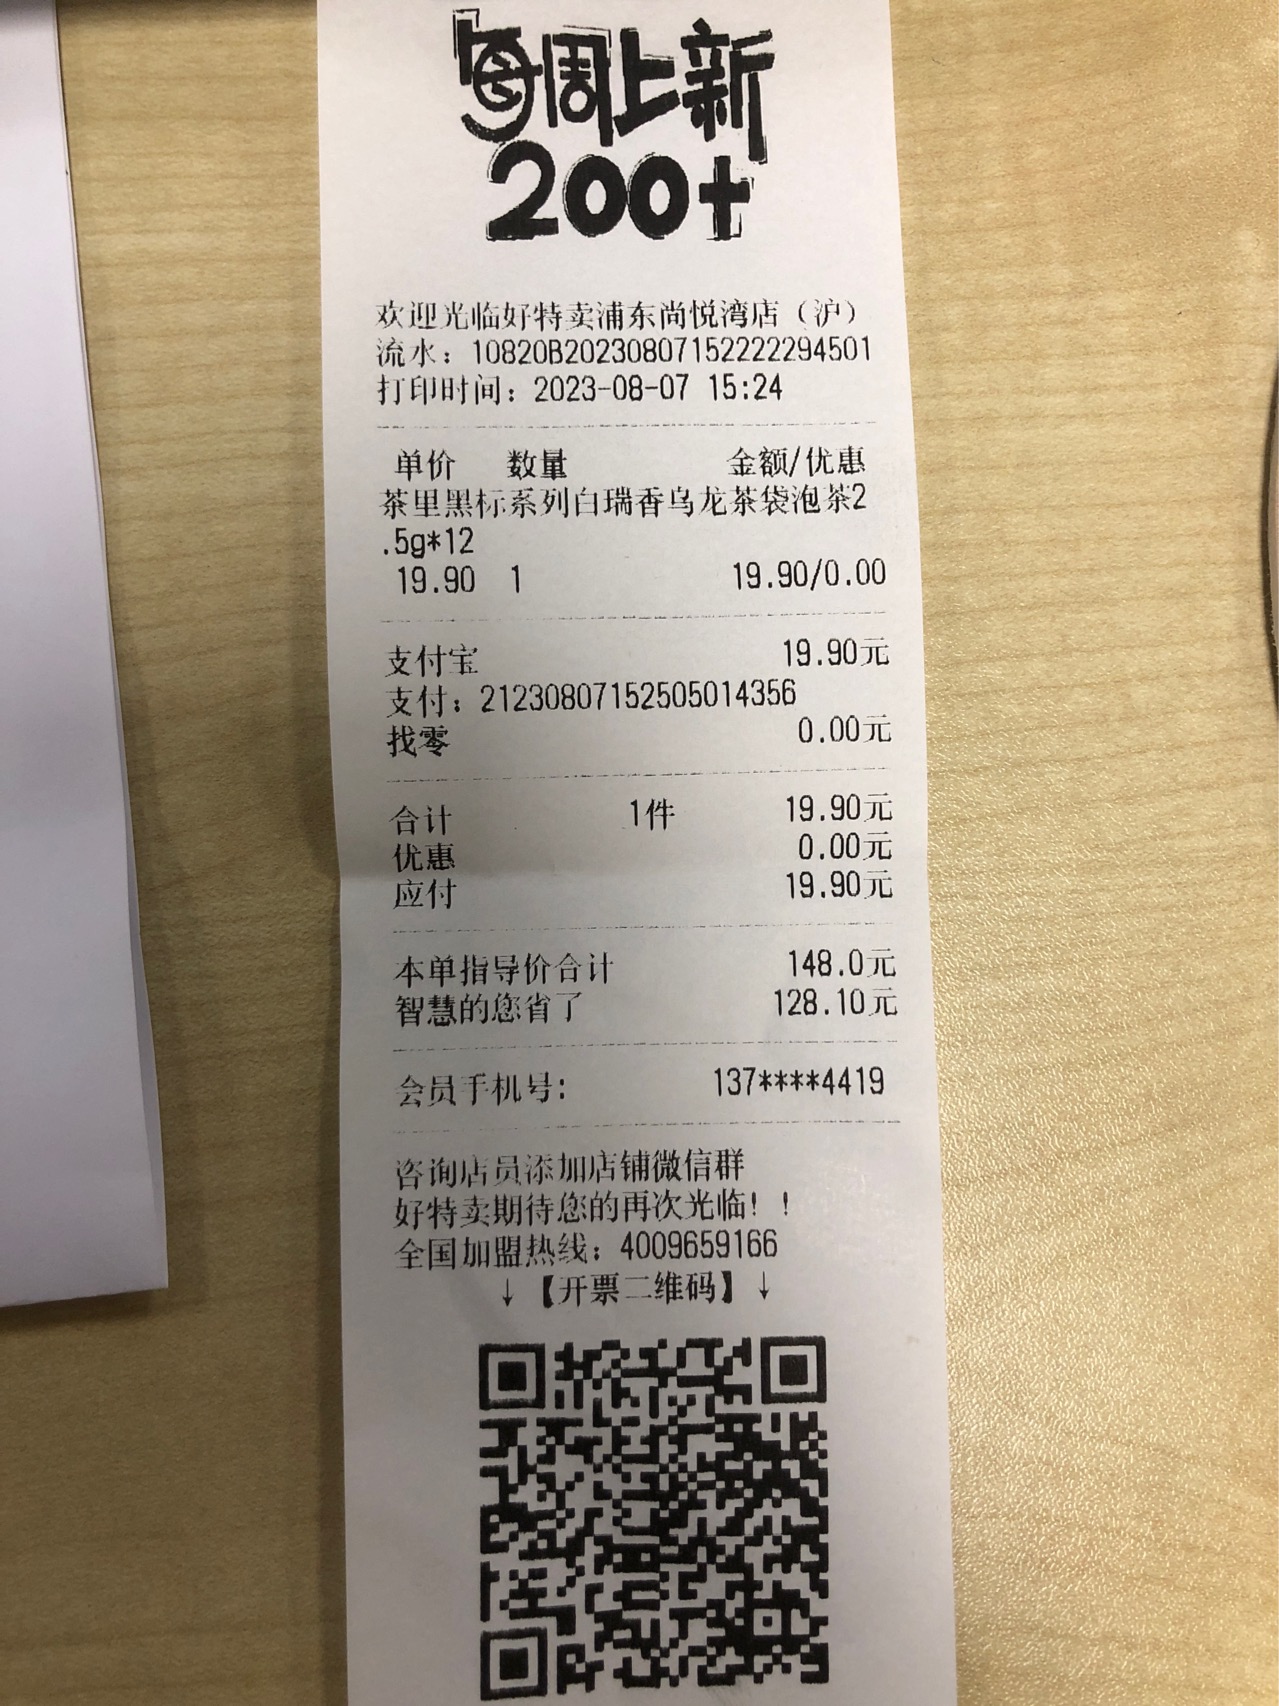 每周上新
200+
欢迎光临好特卖浦东尚悦湾店（沪）
流水：10820B20230807152222294501
打印时间：2023-08-07 15:24
单价 数量 金额/优惠
茶里黑标系列白瑞香乌龙茶袋泡茶2
.5g*12
19.90 1 19.90/0.00
支付宝 19.90元
支付：21230807152505014356
找零 0.00元
合计 1件 19.90元
优惠 0.00元
应付 19.90元
本单指导价合计 148.0元
智慧的您省了 128.10元
会员手机号: 137****4419
咨询店员添加店铺微信群
好特卖期待您的再次光临！！
全国加盟热线：4009659166
↓【开票二维码】↓